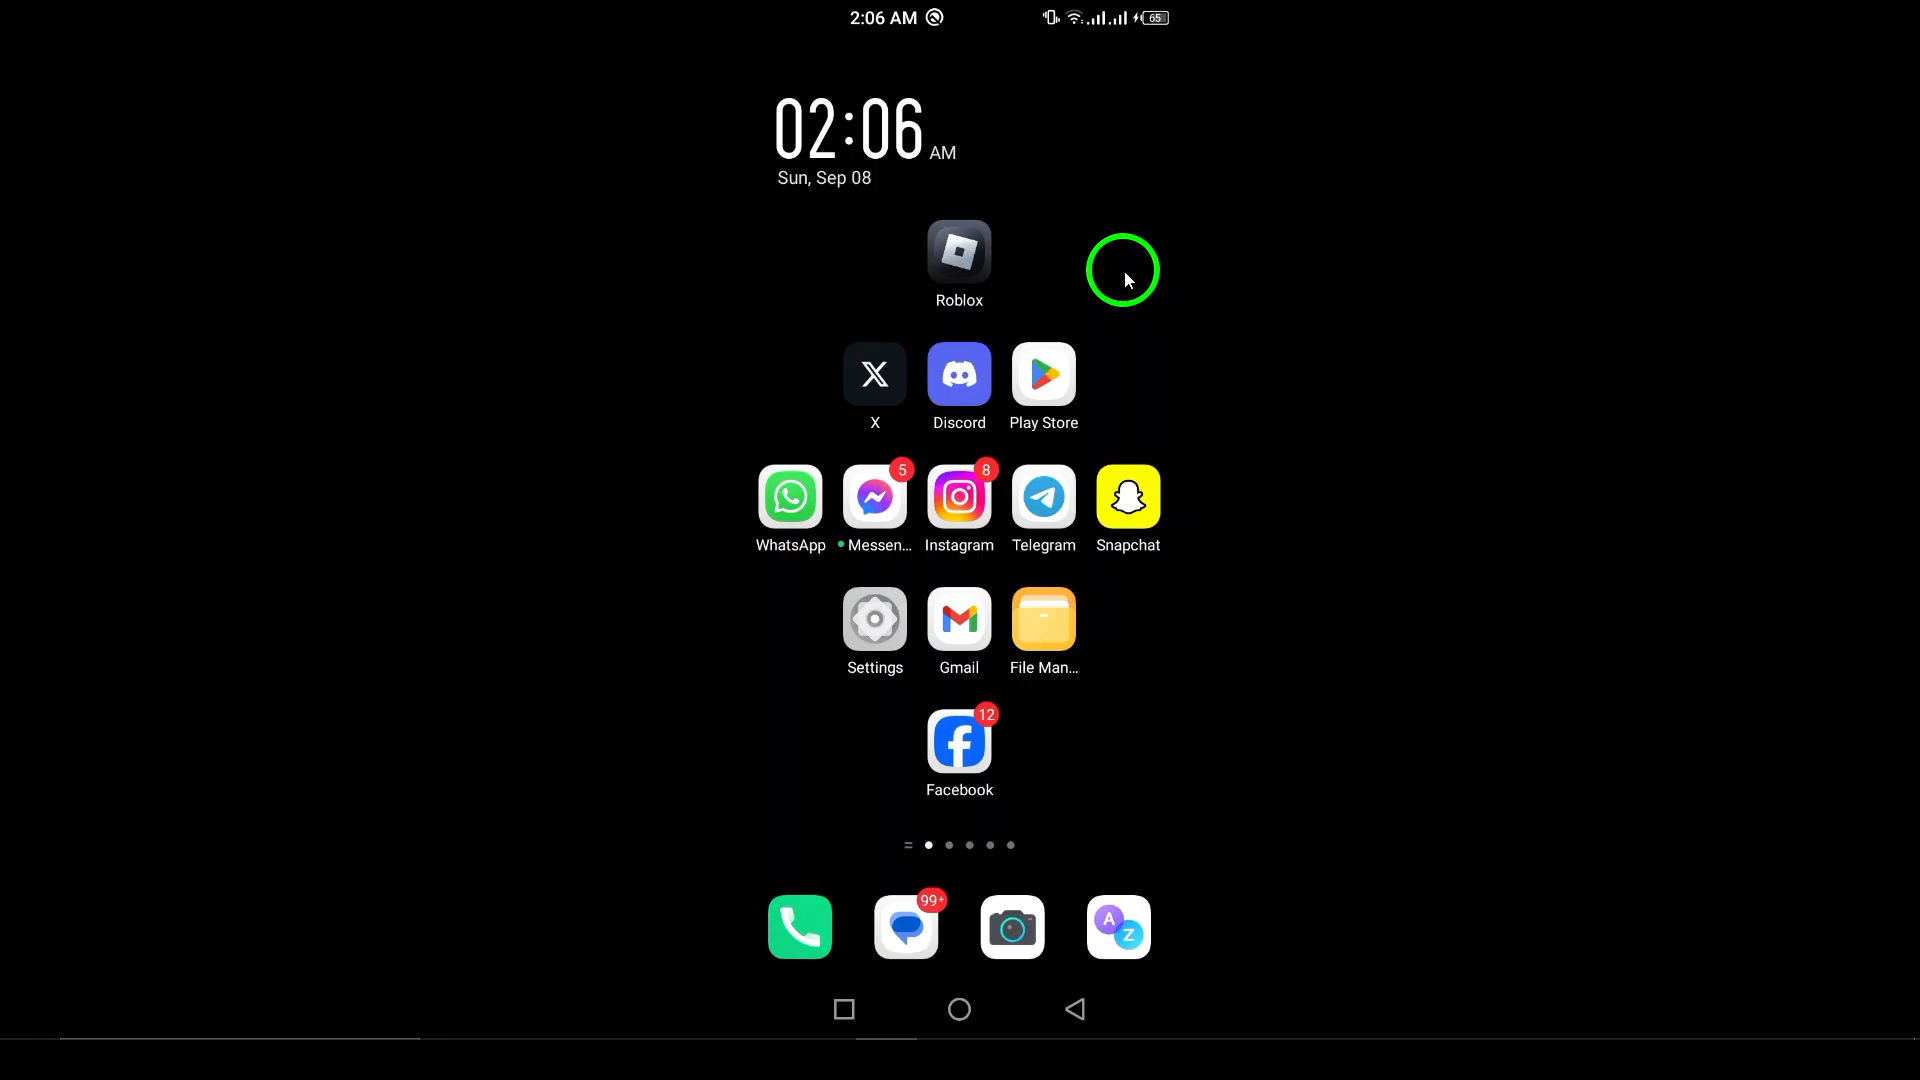 2:06 AM
65
02:06 AM
Sun, Sep 08
Roblox
X
Discord
Play Store
5
8
WhatsApp
Messen...
Instagram
Telegram
Snapchat
Settings
Gmail
File Man...
12
Facebook
99+
A
Z